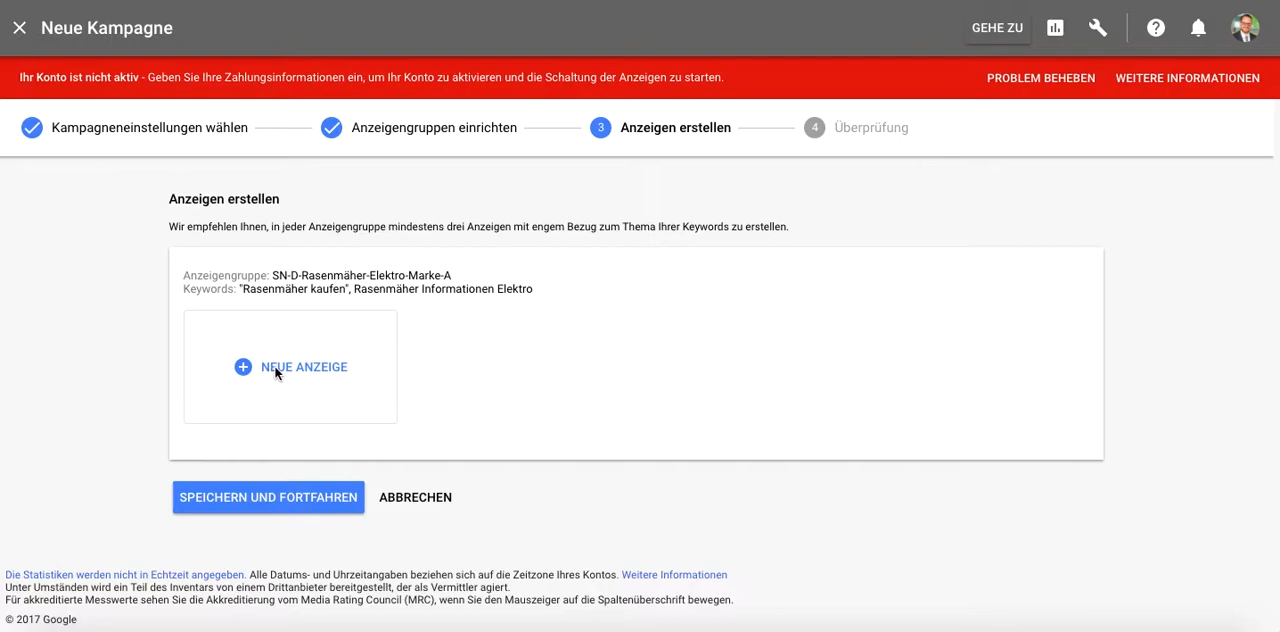 Neue Kampagne
GEHE ZU
Ihr Konto ist nicht aktiv - Geben Sie Ihre Zahlungsinformationen ein, um Ihr Konto zu aktivieren und die Schaltung der Anzeigen zu starten.
PROBLEM BEHEBEN
WEITERE INFORMATIONEN
Kampagneneinstellungen wählen
Anzeigengruppen einrichten
3 Anzeigen erstellen
4 Überprüfung
Anzeigen erstellen
Wir empfehlen Ihnen, in jeder Anzeigengruppe mindestens drei Anzeigen mit engem Bezug zum Thema Ihrer Keywords zu erstellen.
Anzeigengruppe: SN-D-Rasenmäher-Elektro-Marke-A
Keywords: "Rasenmäher kaufen", Rasenmäher Informationen Elektro
NEUE ANZEIGE
SPEICHERN UND FORTFAHREN
ABBRECHEN
Die Statistiken werden nicht in Echtzeit angegeben. Alle Datums- und Uhrzeitangaben beziehen sich auf die Zeitzone Ihres Kontos. Weitere Informationen
Unter Umständen wird ein Teil des Inventars von einem Drittanbieter bereitgestellt, der als Vermittler agiert.
Für akkreditierte Messwerte sehen Sie die Akkreditierung vom Media Rating Council (MRC), wenn Sie den Mauszeiger auf die Spaltenüberschrift bewegen.
© 2017 Google